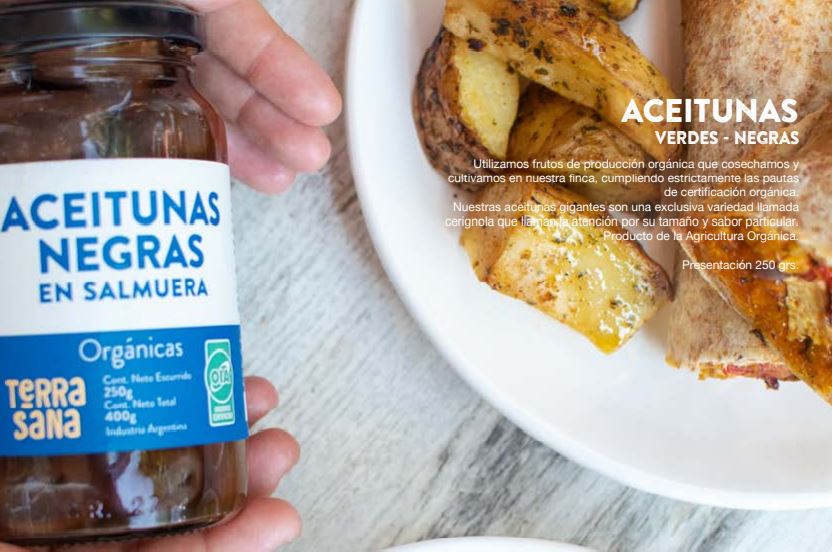 ACEITUNAS
NEGRAS
EN SALMUERA
Orgánicas
TeRRa
SaNa
Cont. Neto Escurrido
250g
Cont. Neto Total
400g
Industria Argentina
OIA
ACEITUNAS
VERDES - NEGRAS
Utilizamos frutos de producción orgánica que cosechamos y
cultivamos en nuestra finca, cumpliendo estrictamente las pautas
de certificación orgánica.
Nuestras aceitunas gigantes son una exclusiva variedad llamada
cerignola que llaman la atención por su tamaño y sabor particular.
Producto de la Agricultura Orgánica.
Presentación 250 grs.